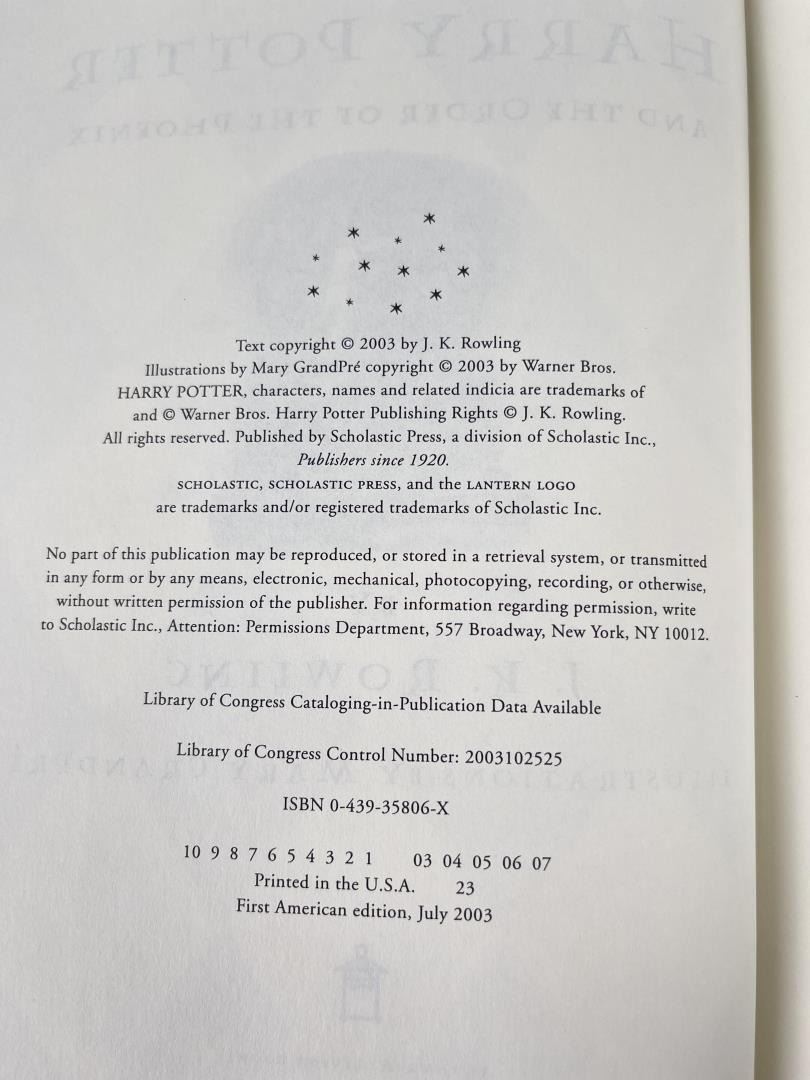 Text copyright © 2003 by J. K. Rowling
Illustrations by Mary GrandPré copyright © 2003 by Warner Bros.
HARRY POTTER, characters, names and related indicia are trademarks of
and © Warner Bros. Harry Potter Publishing Rights © J. K. Rowling.
All rights reserved. Published by Scholastic Press, a division of Scholastic Inc.,
Publishers since 1920.
SCHOLASTIC, SCHOLASTIC PRESS, and the LANTERN LOGO
are trademarks and/or registered trademarks of Scholastic Inc.
No part of this publication may be reproduced, or stored in a retrieval system, or transmitted
in any form or by any means, electronic, mechanical, photocopying, recording, or otherwise,
without written permission of the publisher. For information regarding permission, write
to Scholastic Inc., Attention: Permissions Department, 557 Broadway, New York, NY 10012.
Library of Congress Cataloging-in-Publication Data Available
Library of Congress Control Number: 2003102525
ISBN 0-439-35806-X
10 9 8 7 6 5 4 3 2 1 03 04 05 06 07
Printed in the U.S.A. 23
First American edition, July 2003